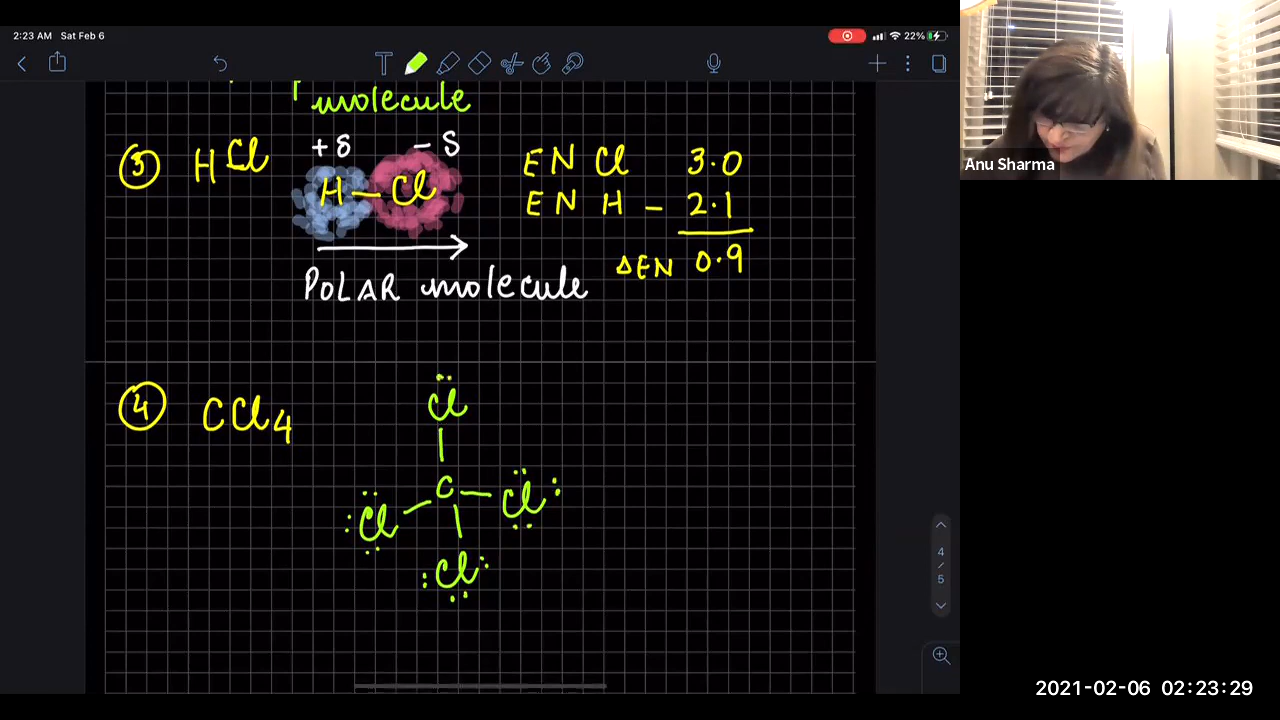 2:23 AM Sat Feb 6
22%
molecule
3 HCl
+δ -δ
H-Cl
POLAR molecule
EN Cl 3.0
EN H - 2.1
ΔEN 0.9
4 CCl4
Cl
C
Cl
Cl
Cl
4
/
5
Anu Sharma
2021-02-06 02:23:29